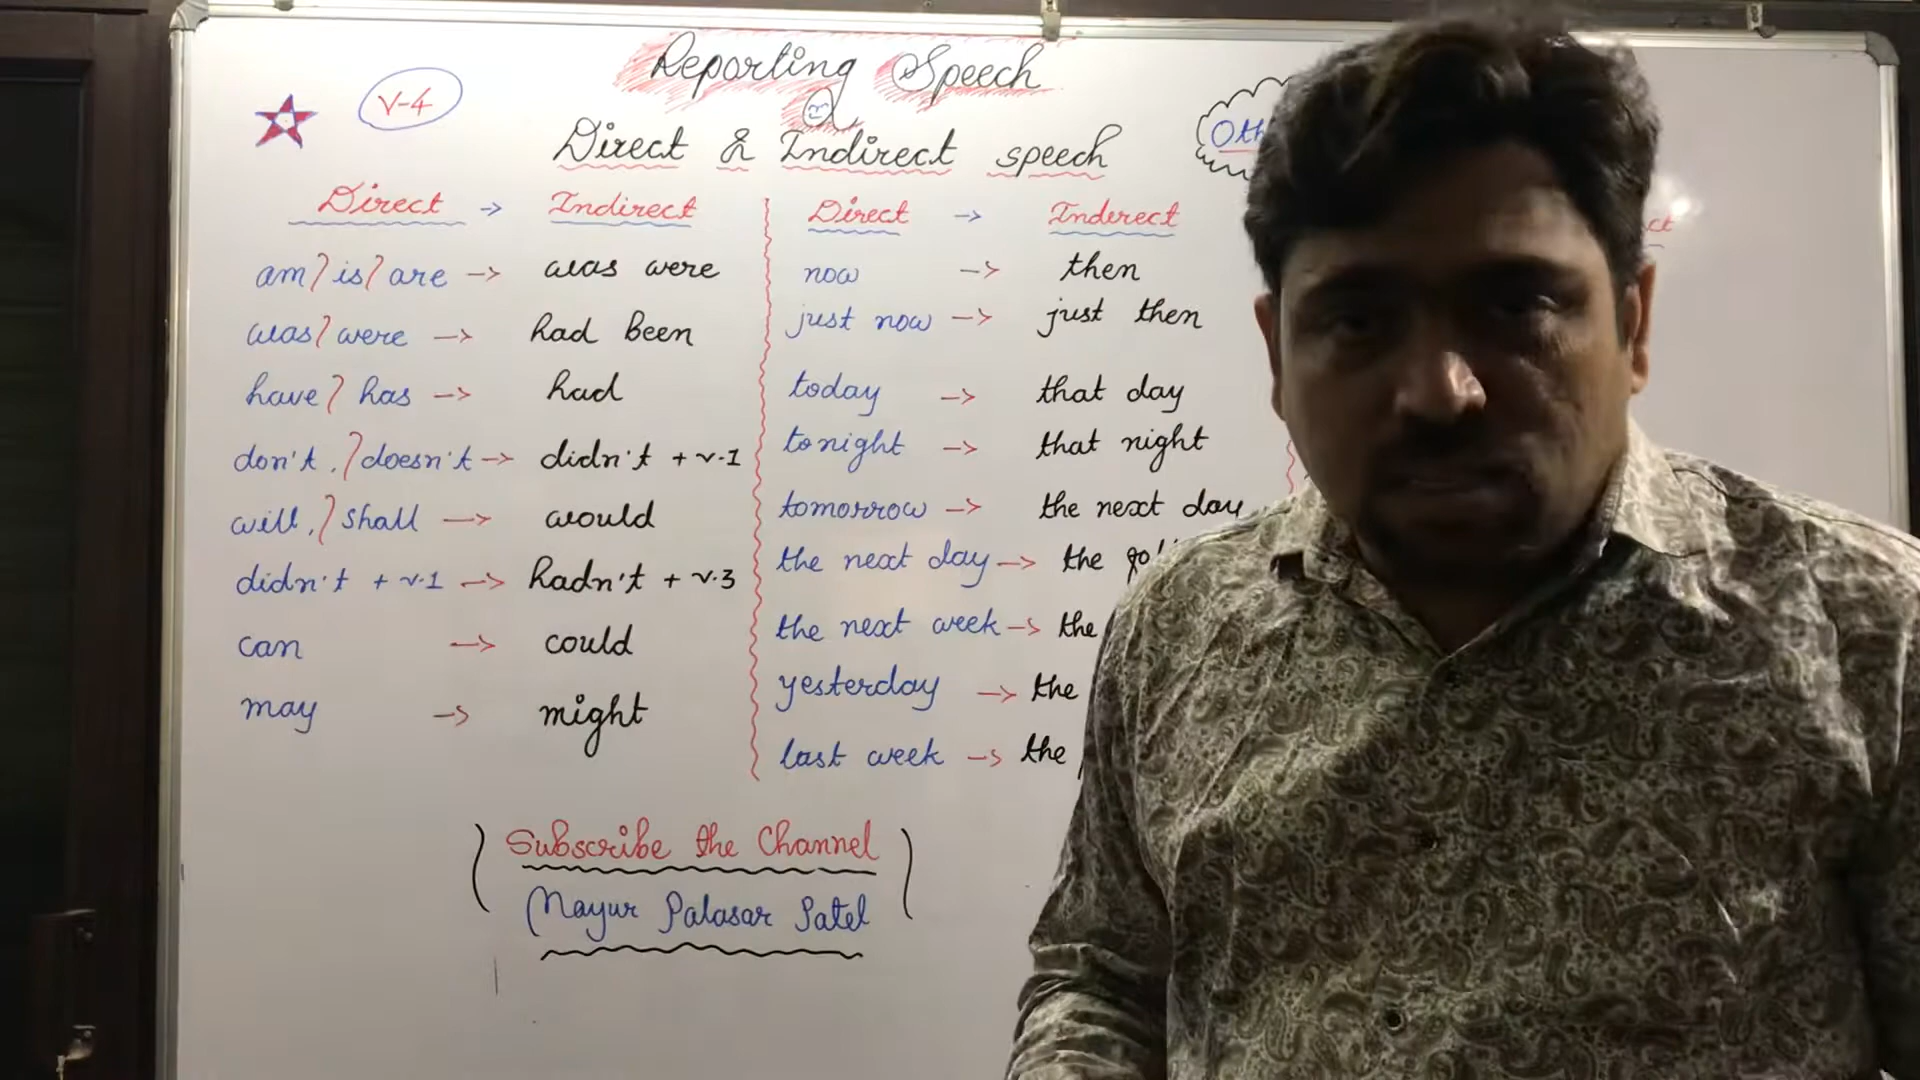 Reporting Speech
V-4
or
Direct & Indirect speech
Direct → Indirect
am / is / are → was were
was / were → had been
have / has → had
don't, / doesn't → didn't + v.1
will, / shall → would
didn't + v.1 → hadn't + v.3
can → could
may → might
Direct → Inderect
now → then
just now → just then
today → that day
tonight → that night
tomorrow → the next day
the next day → the
the next week → the
yesterday → the
last week → the
Subscribe the Channel
Mayur Palasar Patel